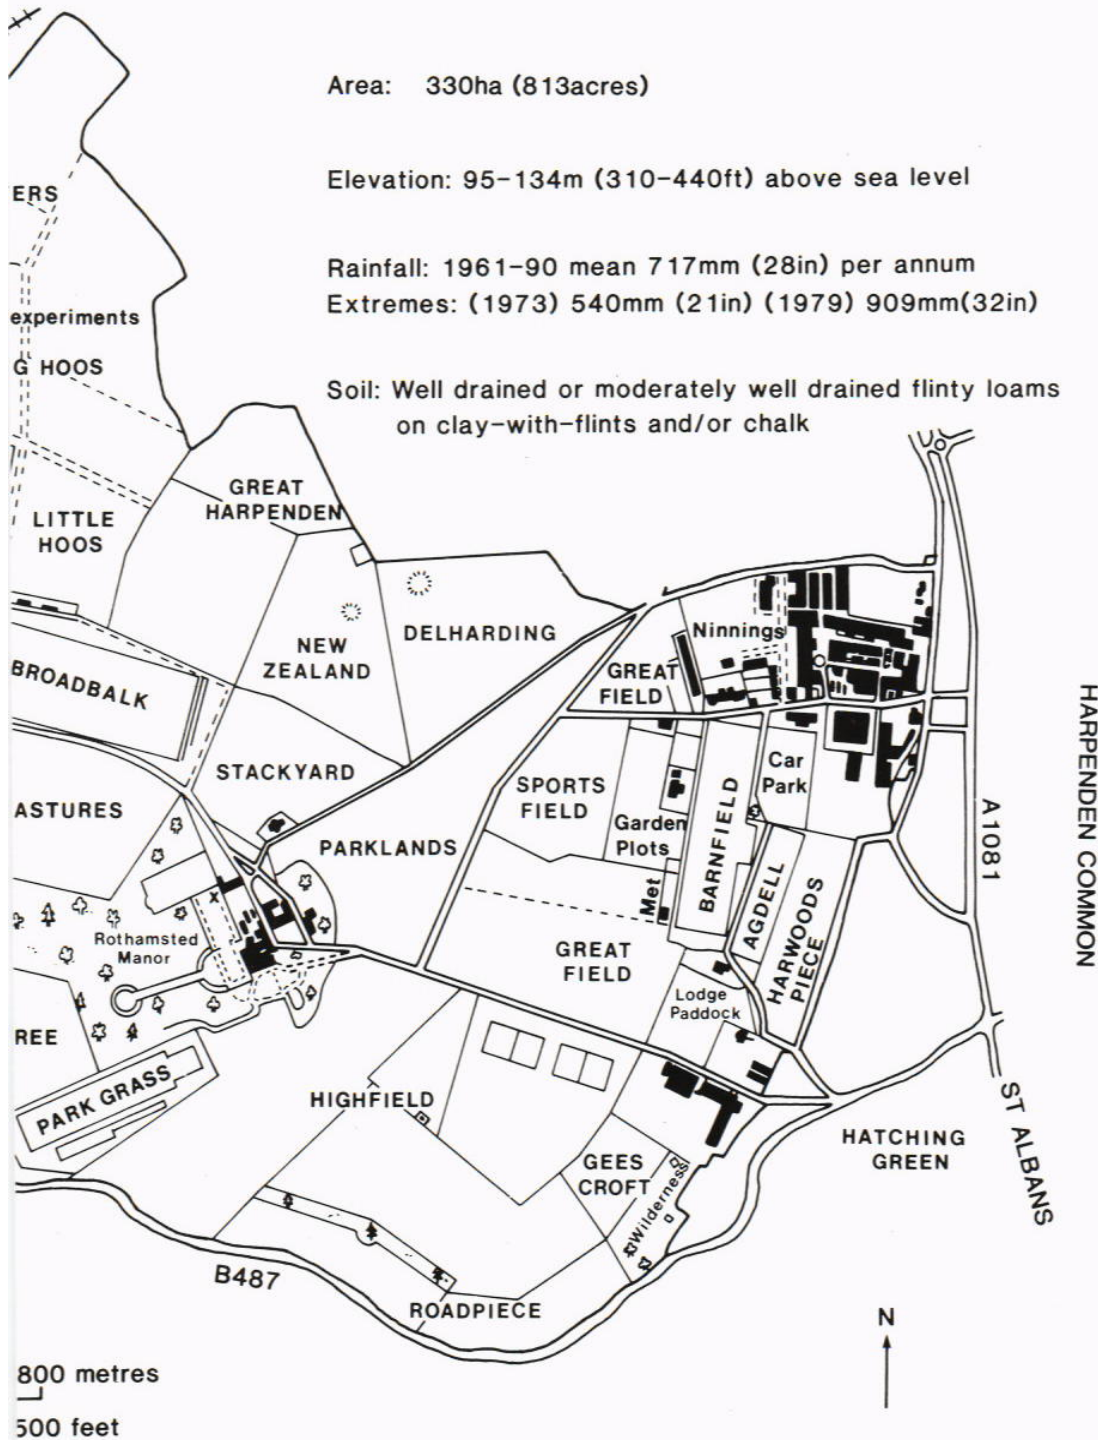 Area: 330ha (813acres)
Elevation: 95-134m (310-440ft) above sea level
Rainfall: 1961-90 mean 717mm (28in) per annum
Extremes: (1973) 540mm (21in) (1979) 909mm(32in)
Soil: Well drained or moderately well drained flinty loams
on clay-with-flints and/or chalk
ERS
experiments
G HOOS
LITTLE
HOOS
GREAT
HARPENDEN
NEW
ZEALAND
DELHARDING
BROADBALK
STACKYARD
ASTURES
PARKLANDS
GREAT
FIELD
Ninnings
SPORTS
FIELD
Garden
Plots
Met
BARNFIELD
Car
Park
AGDELL
HARWOODS
PIECE
A1081
HARPENDEN COMMON
Rothamsted
Manor
X
GREAT
FIELD
Lodge
Paddock
REE
PARK GRASS
HIGHFIELD
GEES
CROFT
Wilderness
HATCHING
GREEN
ST ALBANS
B487
ROADPIECE
N
800 metres
500 feet